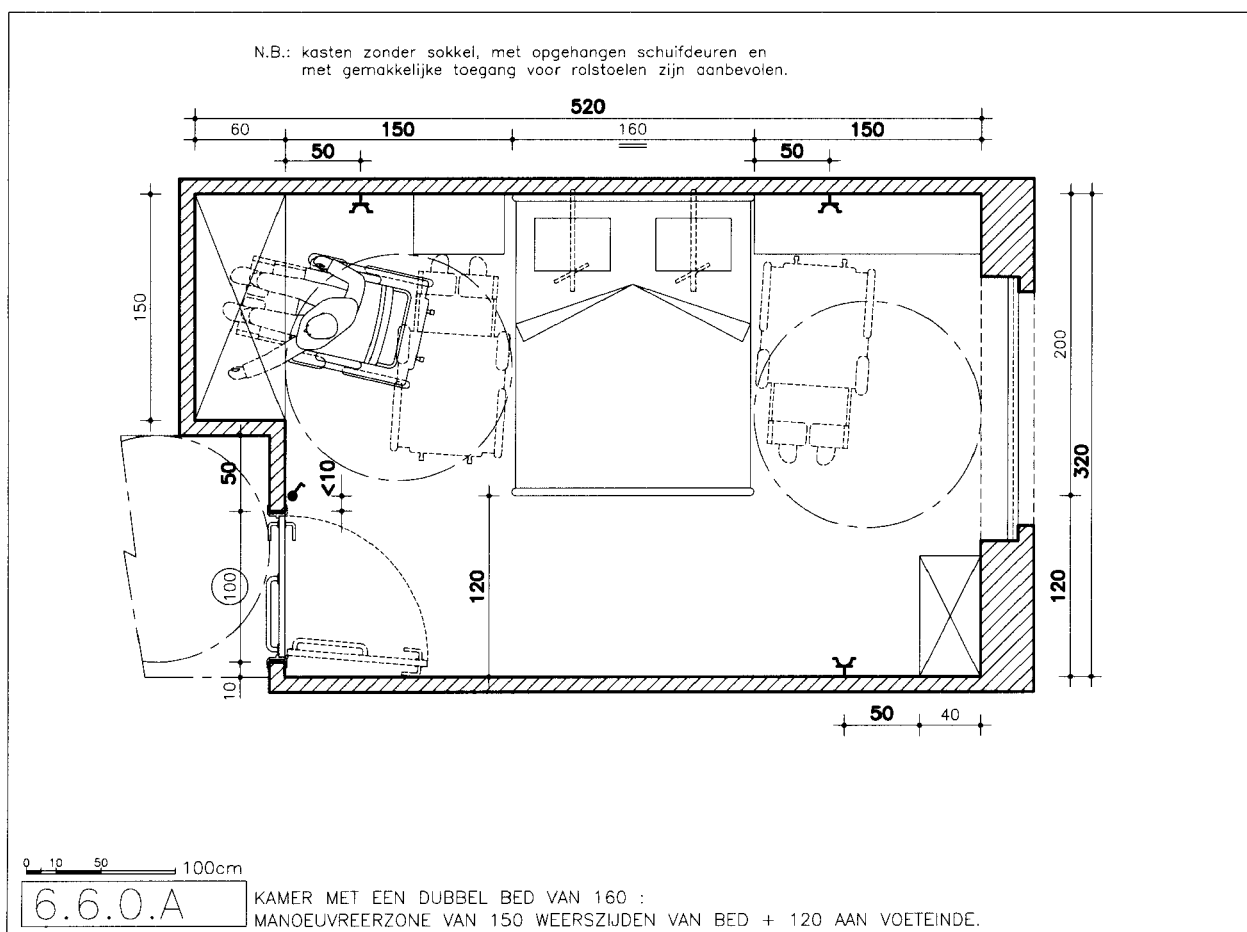 N.B.: kasten zonder sokkel, met opgehangen schuifdeuren en
met gemakkelijke toegang voor rolstoelen zijn aanbevolen.
520
60 150 160 150
50 50
150
200
320
50
<10
100
120
120
10
50 40
0 10 50 100cm
6.6.0.A
KAMER MET EEN DUBBEL BED VAN 160 :
MANOEUVREERZONE VAN 150 WEERSZIJDEN VAN BED + 120 AAN VOETEINDE.